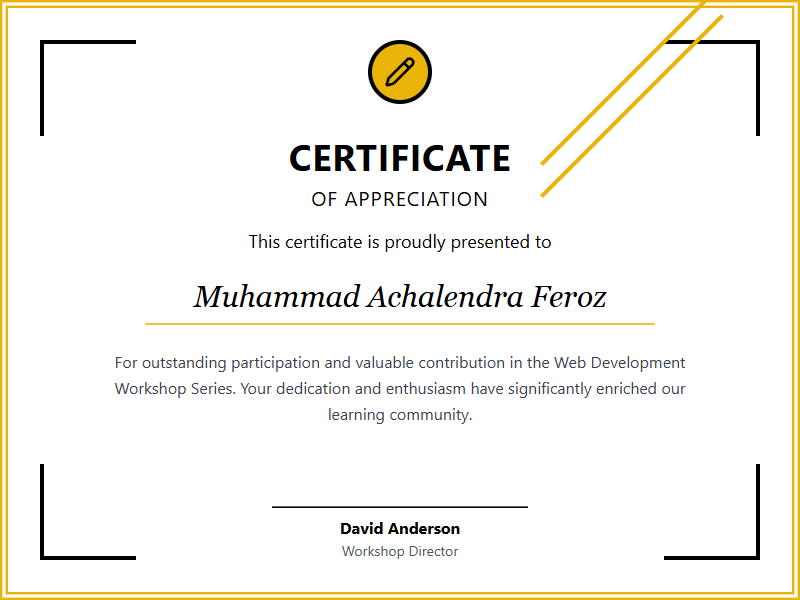 CERTIFICATE
OF APPRECIATION
This certificate is proudly presented to
Muhammad Achalendra Feroz
For outstanding participation and valuable contribution in the Web Development
Workshop Series. Your dedication and enthusiasm have significantly enriched our
learning community.
David Anderson
Workshop Director